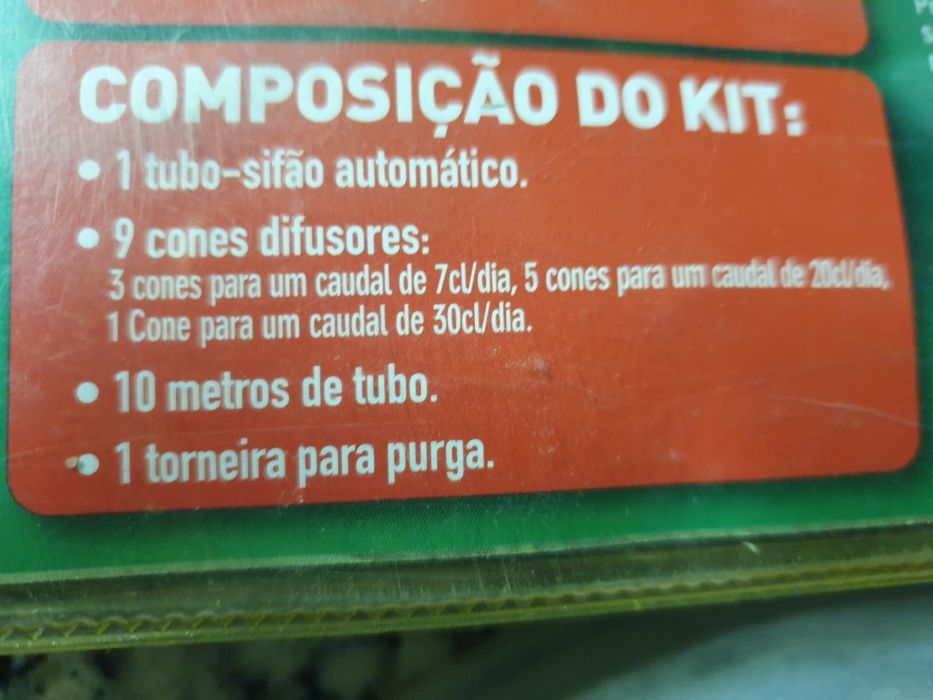 COMPOSIÇÃO DO KIT:
• 1 tubo-sifão automático.
• 9 cones difusores:
3 cones para um caudal de 7cl/dia, 5 cones para um caudal de 20cl/dia,
1 Cone para um caudal de 30cl/dia.
• 10 metros de tubo.
• 1 torneira para purga.